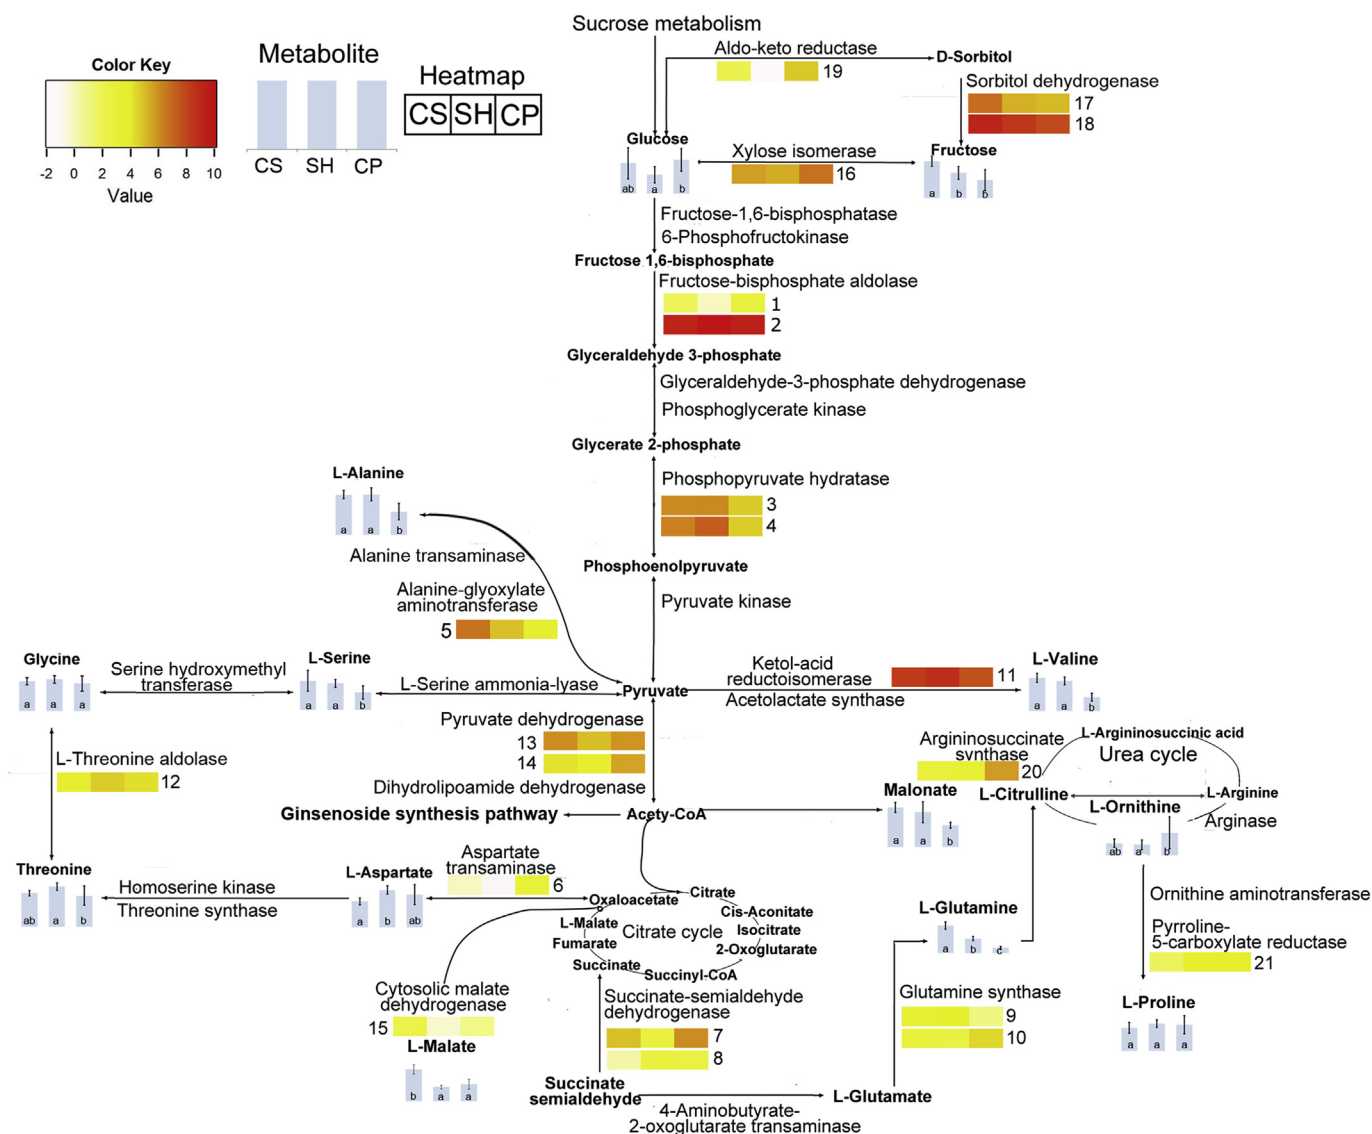 Sucrose metabolism
Color Key
-2 0 2 4 6 8 10
Value
Metabolite
CS SH CP
Heatmap
CS SH CP
Aldo-keto reductase
19
D-Sorbitol
Sorbitol dehydrogenase
17
18
Glucose
ab a b
Xylose isomerase
16
Fructose
a b b
Fructose-1,6-bisphosphatase
6-Phosphofructokinase
Fructose 1,6-bisphosphate
Fructose-bisphosphate aldolase
1
2
Glyceraldehyde 3-phosphate
Glyceraldehyde-3-phosphate dehydrogenase
Phosphoglycerate kinase
Glycerate 2-phosphate
Phosphopyruvate hydratase
3
4
Phosphoenolpyruvate
Pyruvate kinase
L-Alanine
a a b
Alanine transaminase
Alanine-glyoxylate
aminotransferase
5
Glycine
a a a
Serine hydroxymethyl
transferase
L-Serine
a a b
L-Serine ammonia-lyase
Pyruvate
Ketol-acid
reductoisomerase
11
Acetolactate synthase
L-Valine
a a b
Pyruvate dehydrogenase
13
14
Dihydrolipoamide dehydrogenase
L-Threonine aldolase
12
Ginsenoside synthesis pathway
Acety-CoA
Malonate
a a b
Argininosuccinate
synthase
20
L-Argininosuccinic acid
Urea cycle
L-Citrulline
L-Arginine
L-Ornithine
ab a b
Arginase
Threonine
ab a b
Homoserine kinase
Threonine synthase
L-Aspartate
a b ab
Aspartate
transaminase
6
Oxaloacetate
Citrate
Cis-Aconitate
Isocitrate
2-Oxoglutarate
Succinyl-CoA
Succinate
Fumarate
L-Malate
Citrate cycle
Cytosolic malate
dehydrogenase
15
L-Malate
b a a
Succinate-semialdehyde
dehydrogenase
7
8
Succinate
semialdehyde
4-Aminobutyrate-
2-oxoglutarate transaminase
L-Glutamate
Glutamine synthase
9
10
L-Glutamine
a b c
Ornithine aminotransferase
Pyrroline-
5-carboxylate reductase
21
L-Proline
a a a